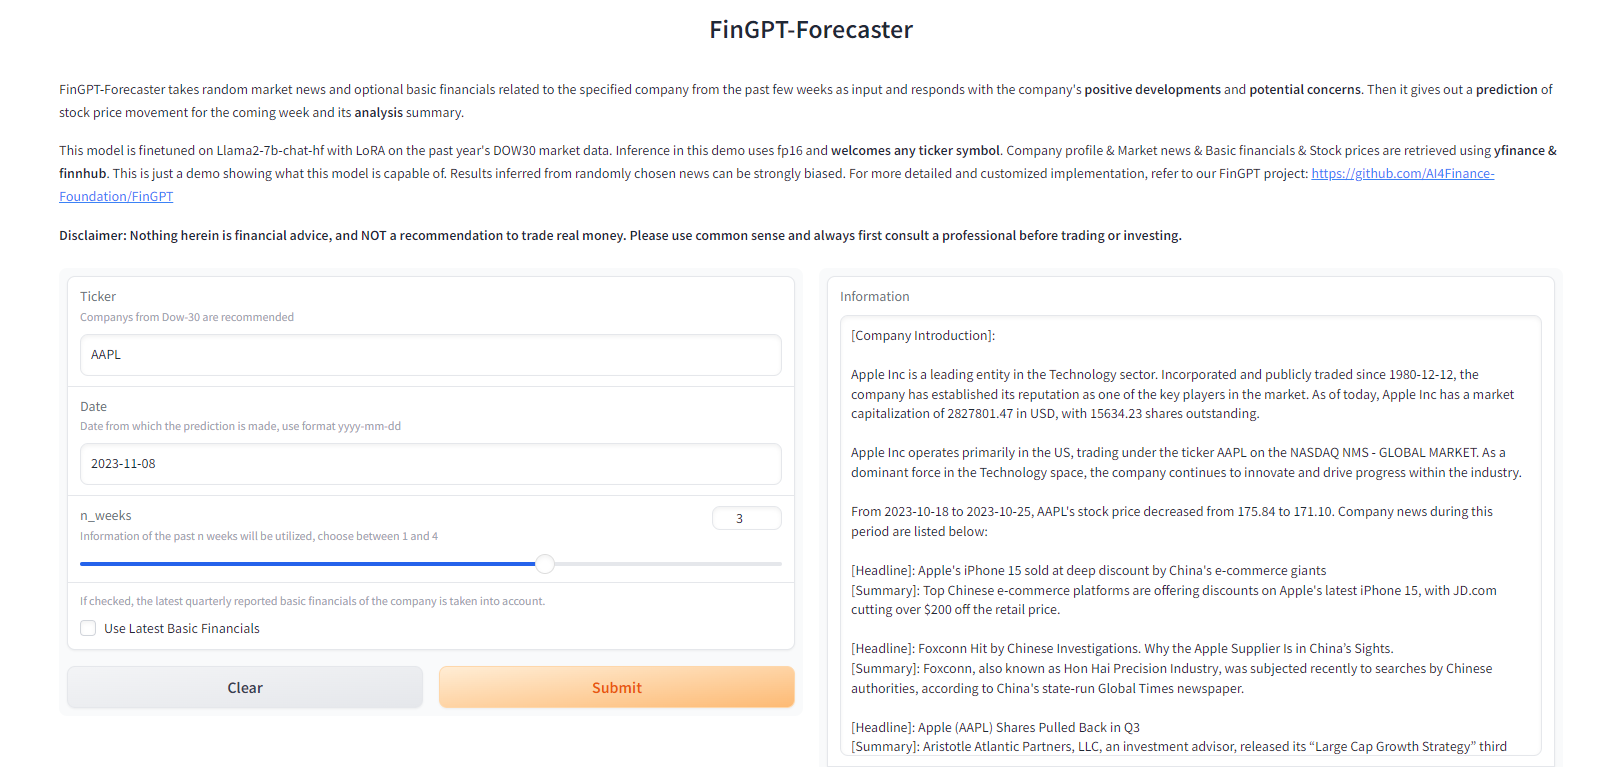 FinGPT-Forecaster
FinGPT-Forecaster takes random market news and optional basic financials related to the specified company from the past few weeks as input and responds with the company's positive developments and potential concerns. Then it gives out a prediction of
stock price movement for the coming week and its analysis summary.
This model is finetuned on Llama2-7b-chat-hf with LoRA on the past year's DOW30 market data. Inference in this demo uses fp16 and welcomes any ticker symbol. Company profile & Market news & Basic financials & Stock prices are retrieved using yfinance &
finnhub. This is just a demo showing what this model is capable of. Results inferred from randomly chosen news can be strongly biased. For more detailed and customized implementation, refer to our FinGPT project: https://github.com/AI4Finance-
Foundation/FinGPT
Disclaimer: Nothing herein is financial advice, and NOT a recommendation to trade real money. Please use common sense and always first consult a professional before trading or investing.
Ticker
Companys from Dow-30 are recommended
AAPL
Date
Date from which the prediction is made, use format yyyy-mm-dd
2023-11-08
n_weeks
3
Information of the past n weeks will be utilized, choose between 1 and 4
If checked, the latest quarterly reported basic financials of the company is taken into account.
Use Latest Basic Financials
Clear
Submit
Information
[Company Introduction]:
Apple Inc is a leading entity in the Technology sector. Incorporated and publicly traded since 1980-12-12, the
company has established its reputation as one of the key players in the market. As of today, Apple Inc has a market
capitalization of 2827801.47 in USD, with 15634.23 shares outstanding.
Apple Inc operates primarily in the US, trading under the ticker AAPL on the NASDAQ NMS - GLOBAL MARKET. As a
dominant force in the Technology space, the company continues to innovate and drive progress within the industry.
From 2023-10-18 to 2023-10-25, AAPL's stock price decreased from 175.84 to 171.10. Company news during this
period are listed below:
[Headline]: Apple's iPhone 15 sold at deep discount by China's e-commerce giants
[Summary]: Top Chinese e-commerce platforms are offering discounts on Apple's latest iPhone 15, with JD.com
cutting over $200 off the retail price.
[Headline]: Foxconn Hit by Chinese Investigations. Why the Apple Supplier Is in China’s Sights.
[Summary]: Foxconn, also known as Hon Hai Precision Industry, was subjected recently to searches by Chinese
authorities, according to China's state-run Global Times newspaper.
[Headline]: Apple (AAPL) Shares Pulled Back in Q3
[Summary]: Aristotle Atlantic Partners, LLC, an investment advisor, released its “Large Cap Growth Strategy” third